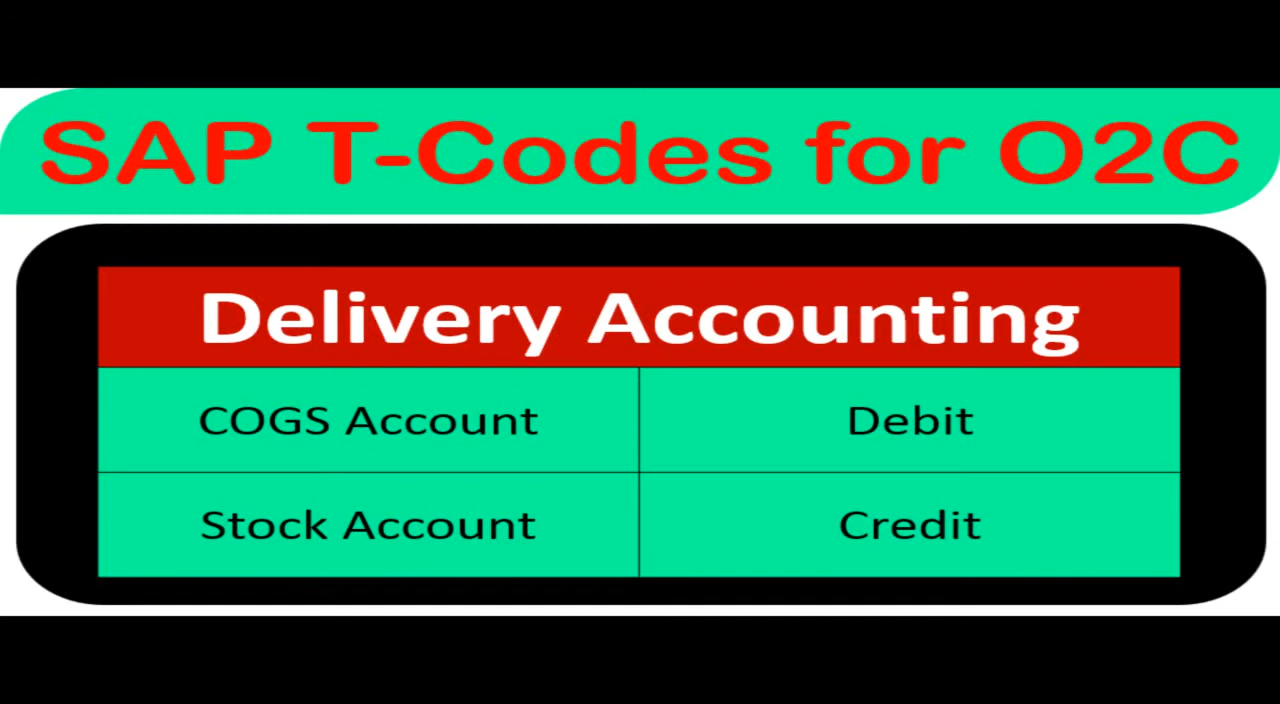 SAP T-Codes for O2C
Delivery Accounting
COGS Account Debit
Stock Account Credit